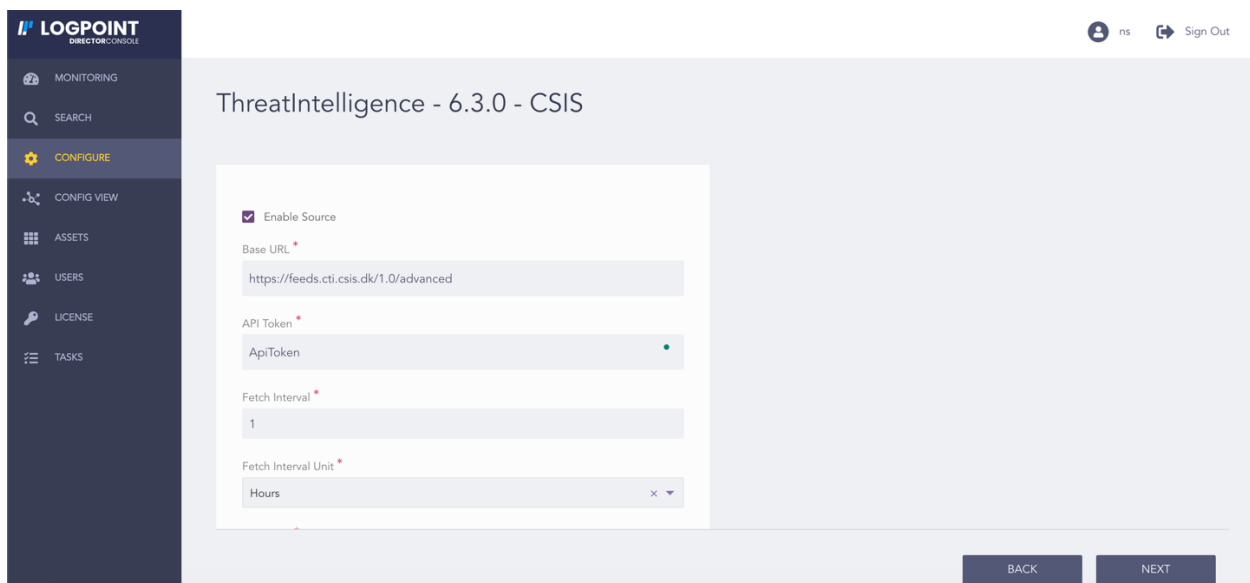 LOGPOINT
DIRECTORCONSOLE
ns
Sign Out
MONITORING
SEARCH
CONFIGURE
CONFIG VIEW
ASSETS
USERS
LICENSE
TASKS
ThreatIntelligence - 6.3.0 - CSIS
Enable Source
Base URL *
https://feeds.cti.csis.dk/1.0/advanced
API Token *
ApiToken
Fetch Interval *
1
Fetch Interval Unit *
Hours
BACK
NEXT